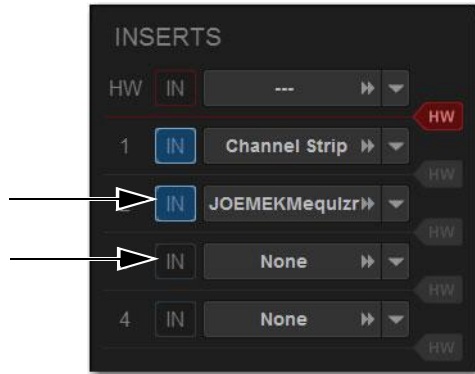 INSERTS
HW IN ---
HW
1 IN Channel Strip
HW
2 IN JOEMEKMequlzr
HW
IN None
HW
4 IN None
HW